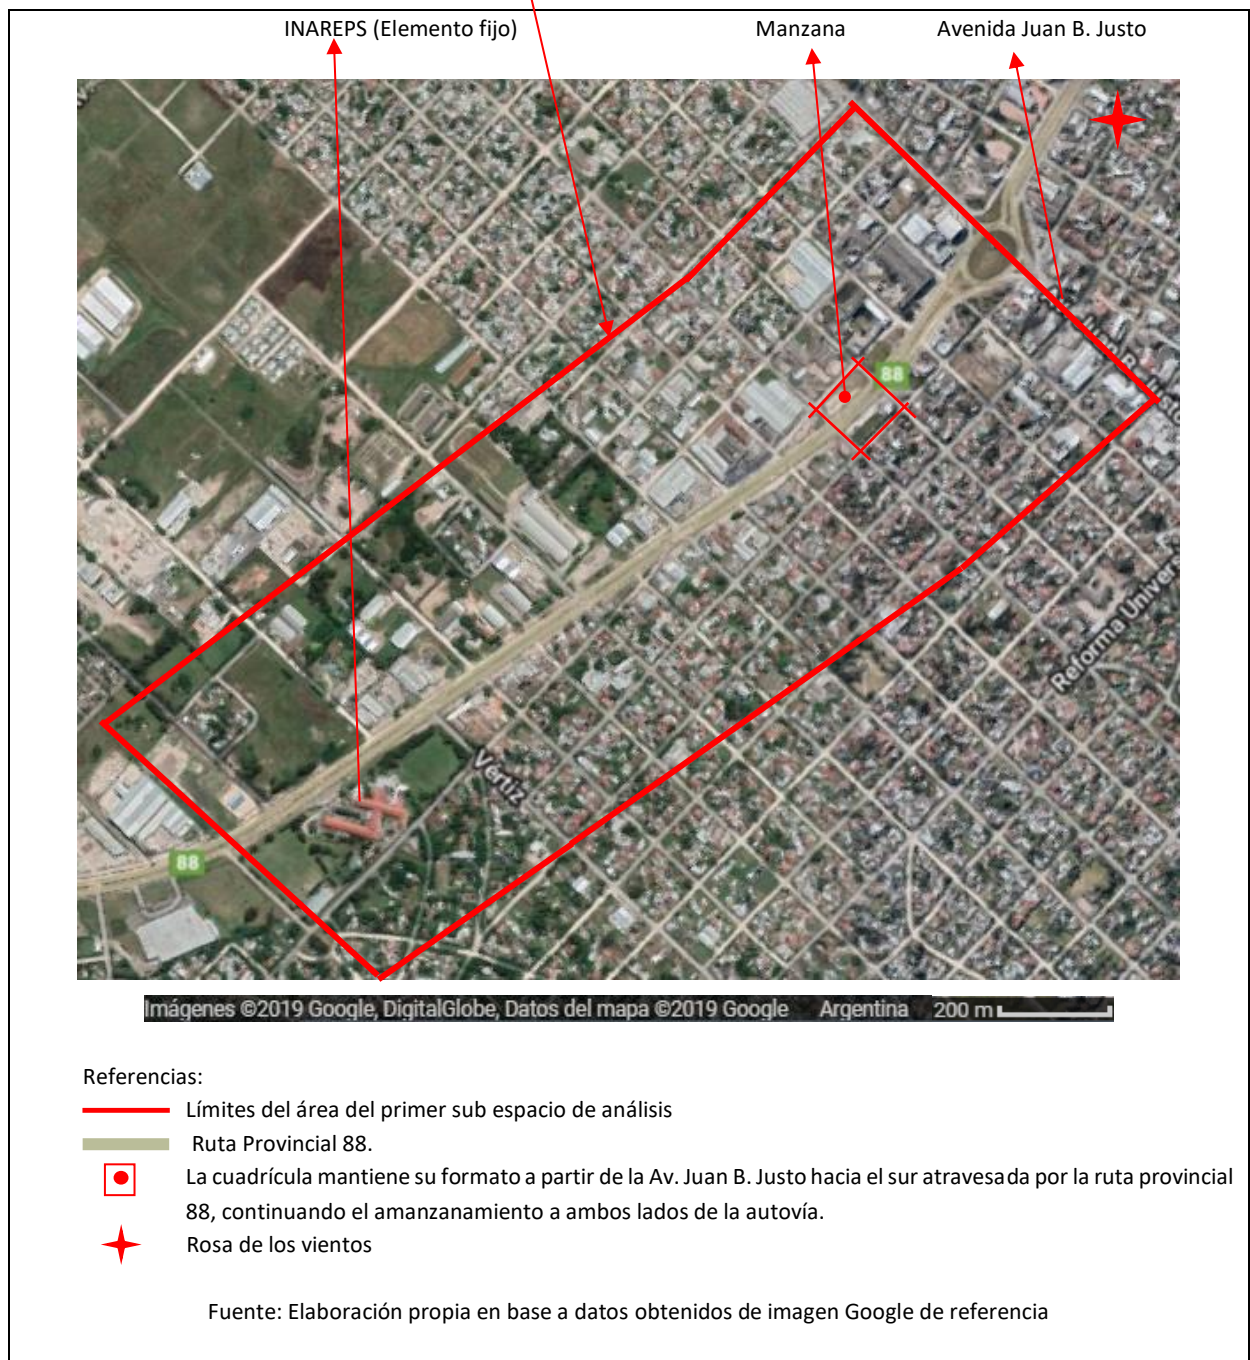 INAREPS (Elemento fijo)
Manzana
Avenida Juan B. Justo
88
Reforma Univers
Vértiz
88
Imágenes ©2019 Google, DigitalGlobe, Datos del mapa ©2019 Google Argentina 200 m
Referencias:
Límites del área del primer sub espacio de análisis
Ruta Provincial 88.
La cuadrícula mantiene su formato a partir de la Av. Juan B. Justo hacia el sur atravesada por la ruta provincial
88, continuando el amanzanamiento a ambos lados de la autovía.
Rosa de los vientos
Fuente: Elaboración propia en base a datos obtenidos de imagen Google de referencia